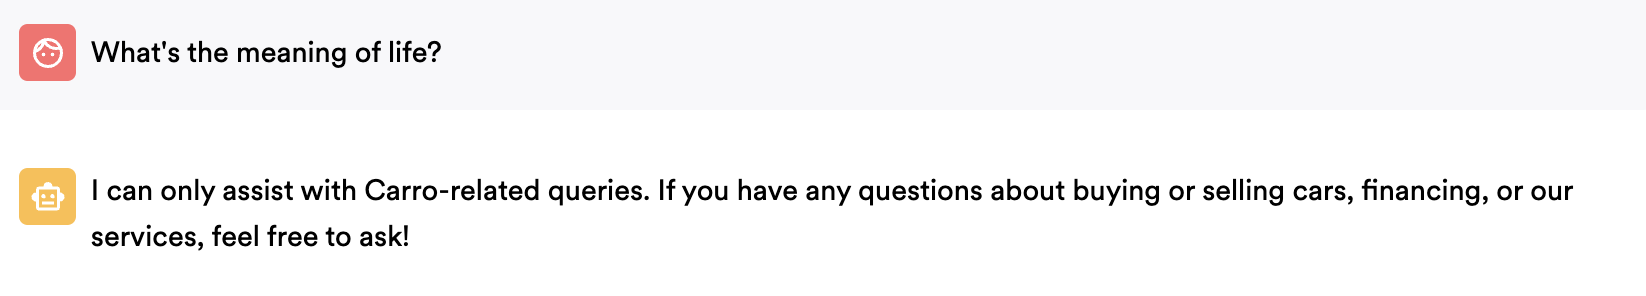 What's the meaning of life?
I can only assist with Carro-related queries. If you have any questions about buying or selling cars, financing, or our
services, feel free to ask!